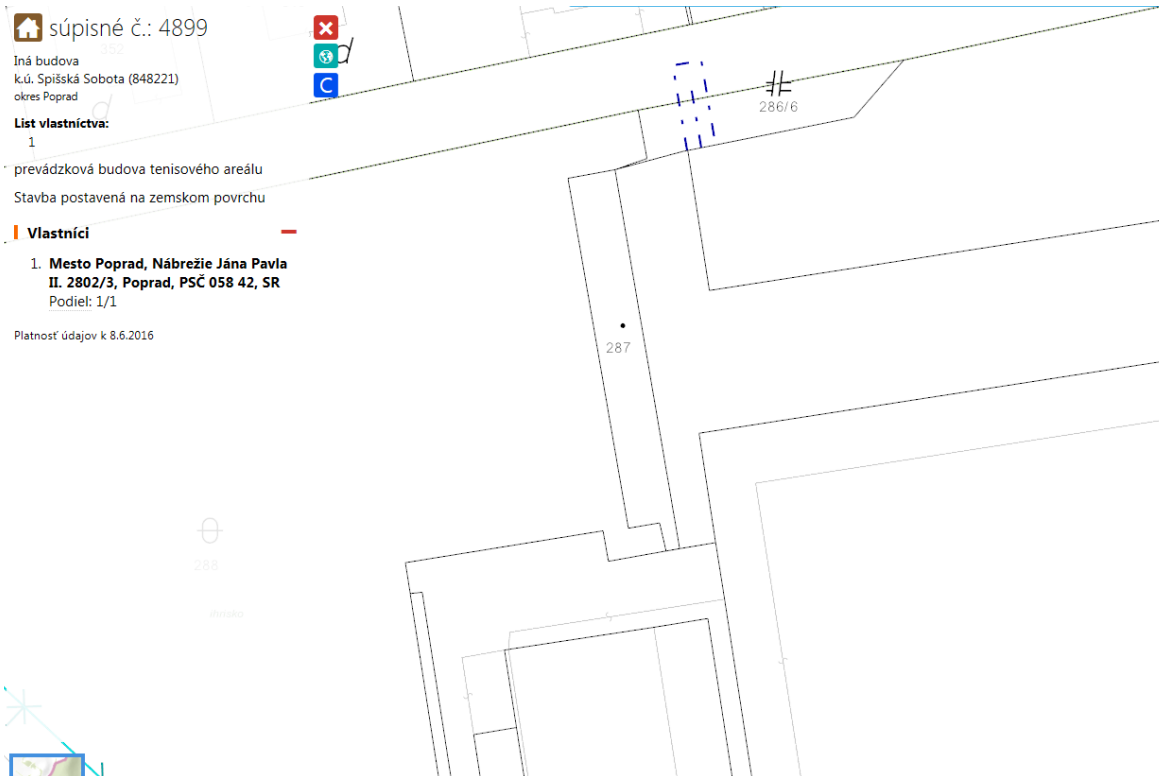 súpisné č.: 4899
352
Iná budova
k.ú. Spišská Sobota (848221)
okres Poprad
List vlastníctva:
1
prevádzková budova tenisového areálu
Stavba postavená na zemskom povrchu
Vlastníci
1. Mesto Poprad, Nábrežie Jána Pavla
II. 2802/3, Poprad, PSČ 058 42, SR
Podiel: 1/1
Platnosť údajov k 8.6.2016
C
286/6
287
288